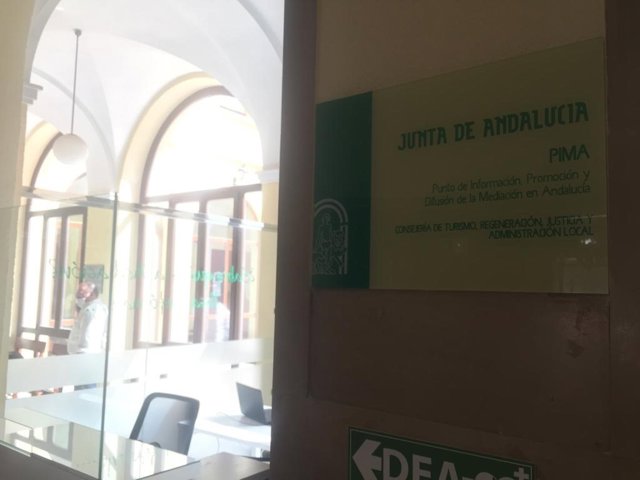 JUNTA DE ANDALUCIA
PIMA
Punto de Información, Promoción y
Difusión de la Mediación en Andalucía
CONSEJERÍA DE TURISMO, REGENERACIÓN, JUSTICIA Y
ADMINISTRACIÓN LOCAL
DEA